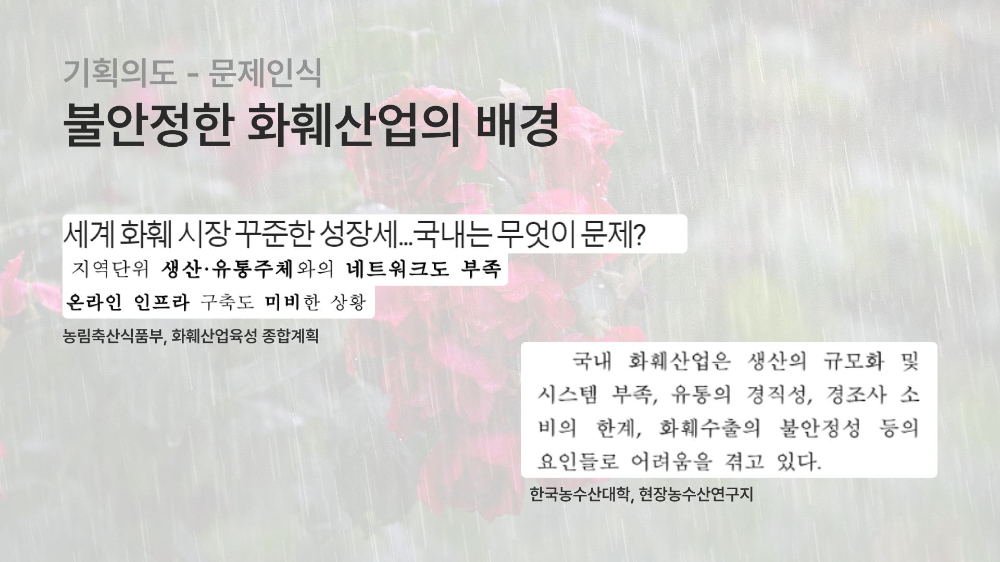 기획의도 - 문제인식
불안정한 화훼산업의 배경
세계 화훼 시장 꾸준한 성장세...국내는 무엇이 문제?
지역단위 생산·유통주체와의 네트워크도 부족
온라인 인프라 구축도 미비한 상황
농림축산식품부, 화훼산업육성 종합계획
국내 화훼산업은 생산의 규모화 및
시스템 부족, 유통의 경직성, 경조사 소
비의 한계, 화훼수출의 불안정성 등의
요인들로 어려움을 겪고 있다.
한국농수산대학, 현장농수산연구지